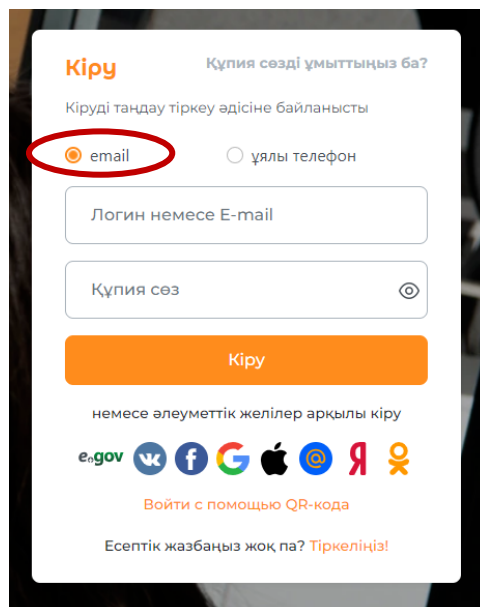 Кіру
Құпия сөзді ұмыттыңыз ба?
Кіруді таңдау тіркеу әдісіне байланысты
email
ұялы телефон
Логин немесе E-mail
Құпия сөз
Кіру
немесе әлеуметтік желілер арқылы кіру
egov
Войти с помощью QR-кода
Есептік жазбаңыз жоқ па? Тіркеліңіз!